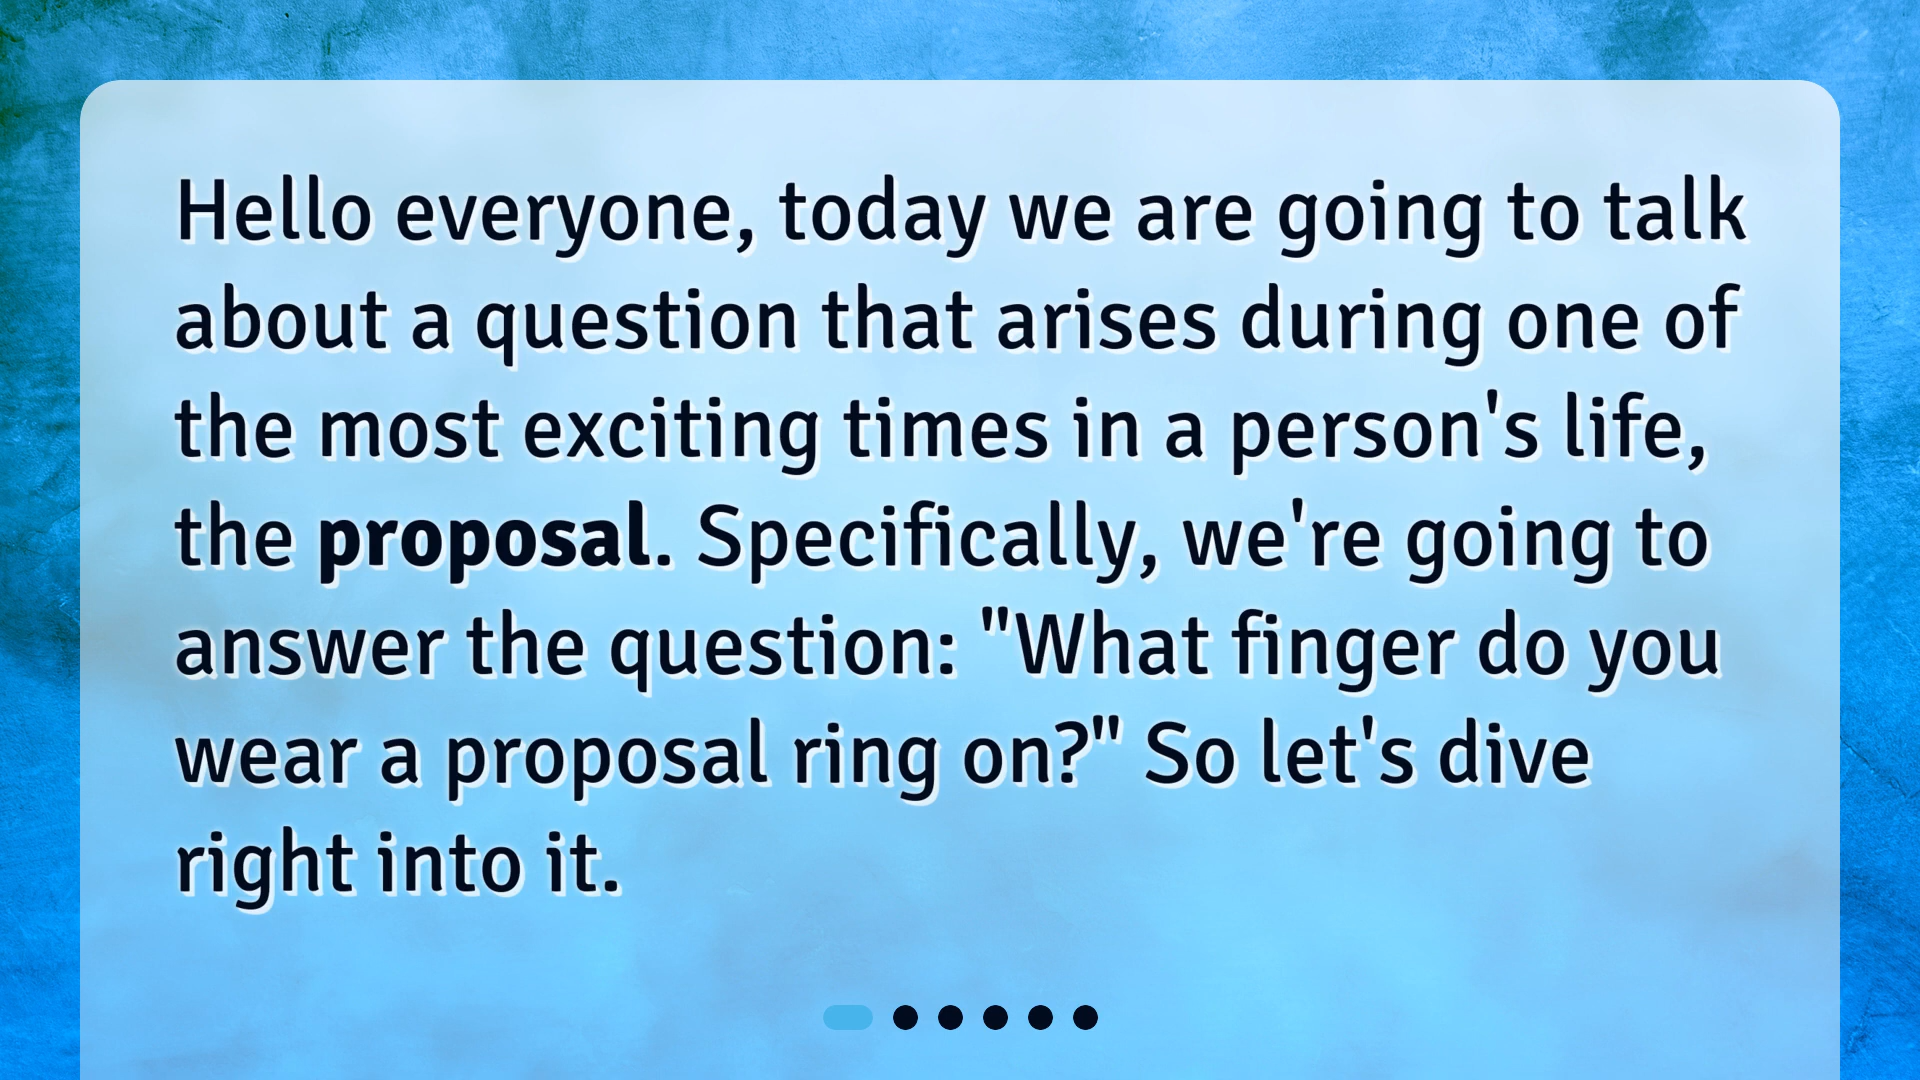 Hello everyone, today we are going to talk
about a question that arises during one of
the most exciting times in a person's life,
the proposal. Specifically, we're going to
answer the question: "What finger do you
wear a proposal ring on?" So let's dive
right into it.